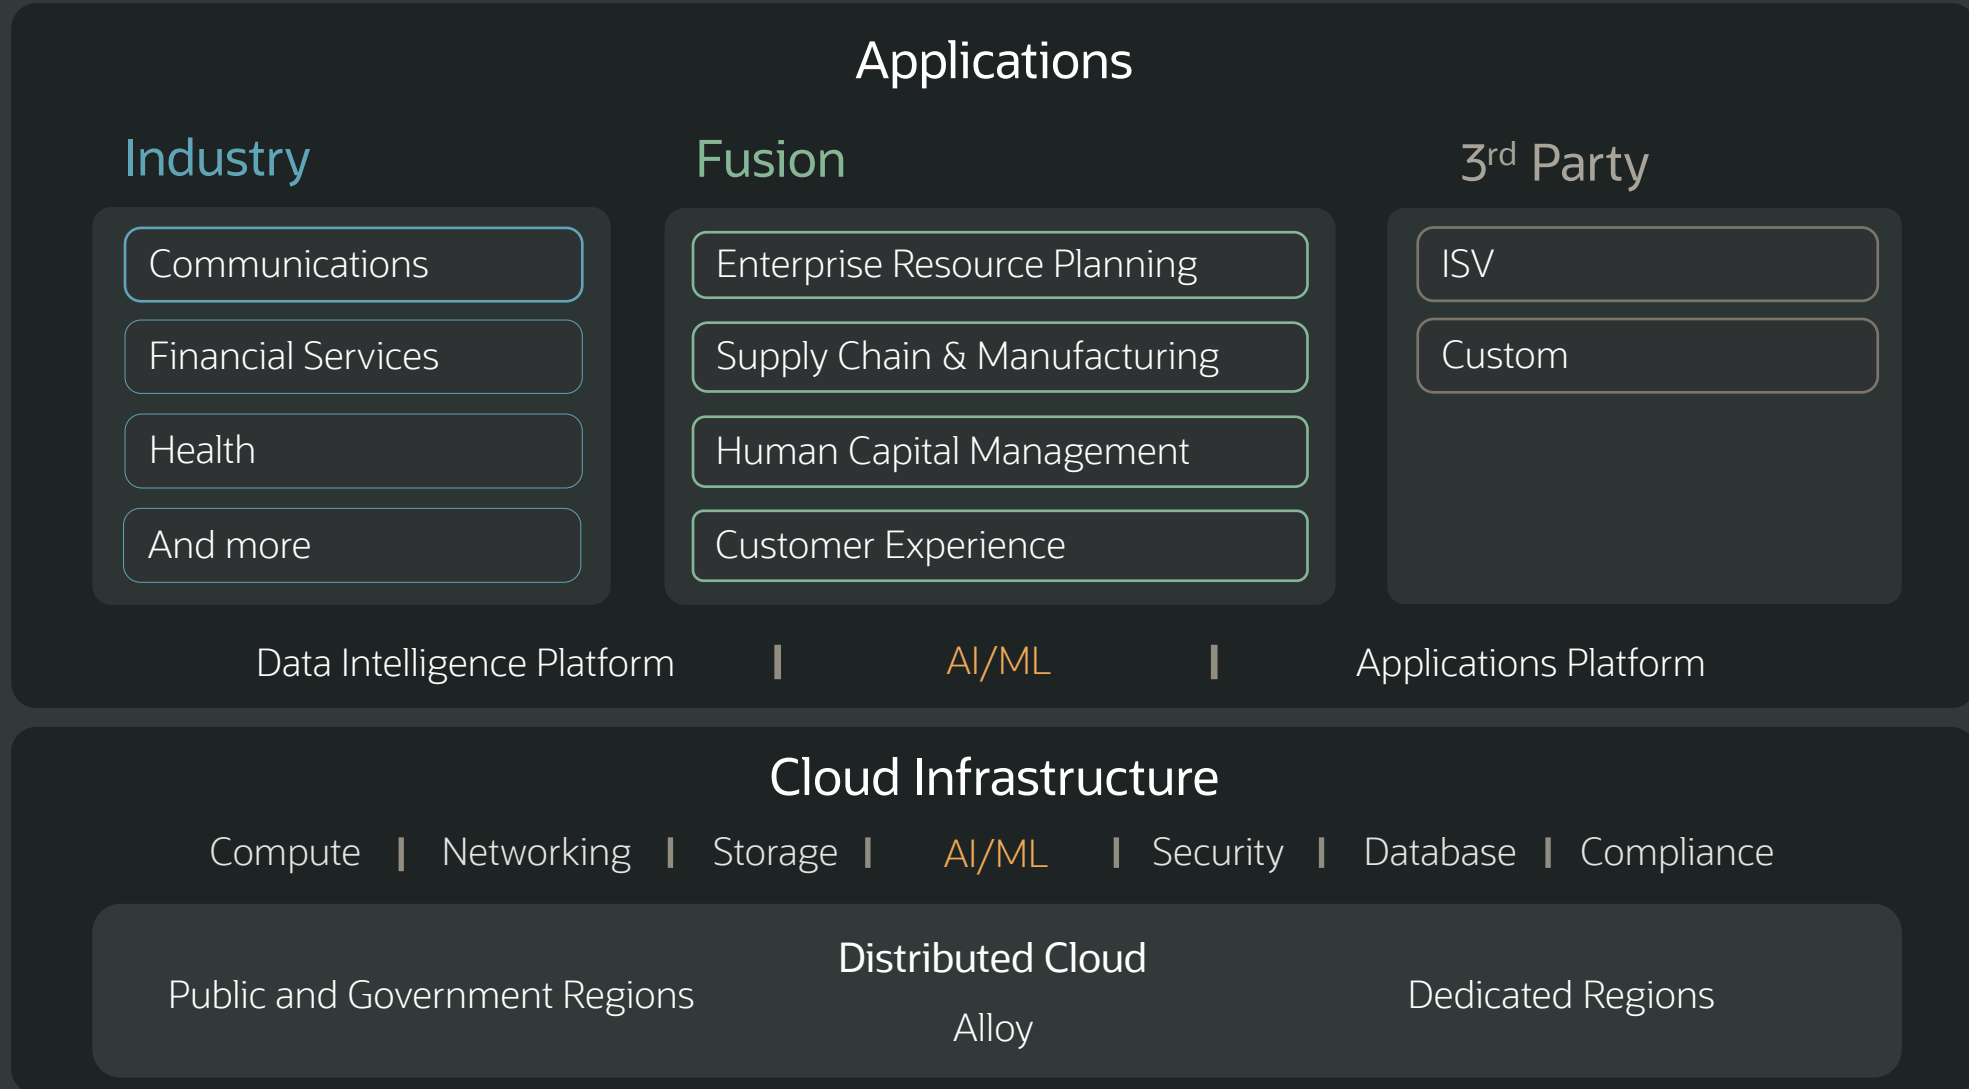 Applications
Industry
Communications
Financial Services
Health
And more
Fusion
Enterprise Resource Planning
Supply Chain & Manufacturing
Human Capital Management
Customer Experience
3rd Party
ISV
Custom
Data Intelligence Platform | AI/ML | Applications Platform
Cloud Infrastructure
Compute | Networking | Storage | AI/ML | Security | Database | Compliance
Distributed Cloud
Public and Government Regions
Alloy
Dedicated Regions